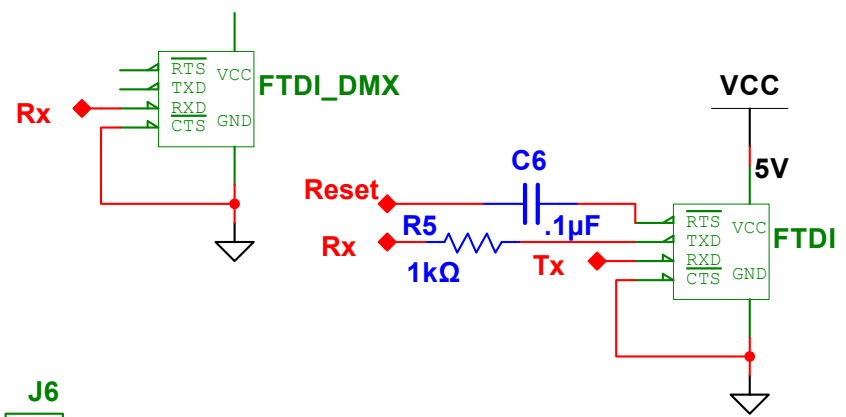 RTS
TXD
RXD
CTS
VCC
GND
FTDI_DMX
Rx
VCC
5V
C6
.1µF
Reset
R5
1kΩ
Rx
Tx
RTS
TXD
RXD
CTS
VCC
GND
FTDI
J6